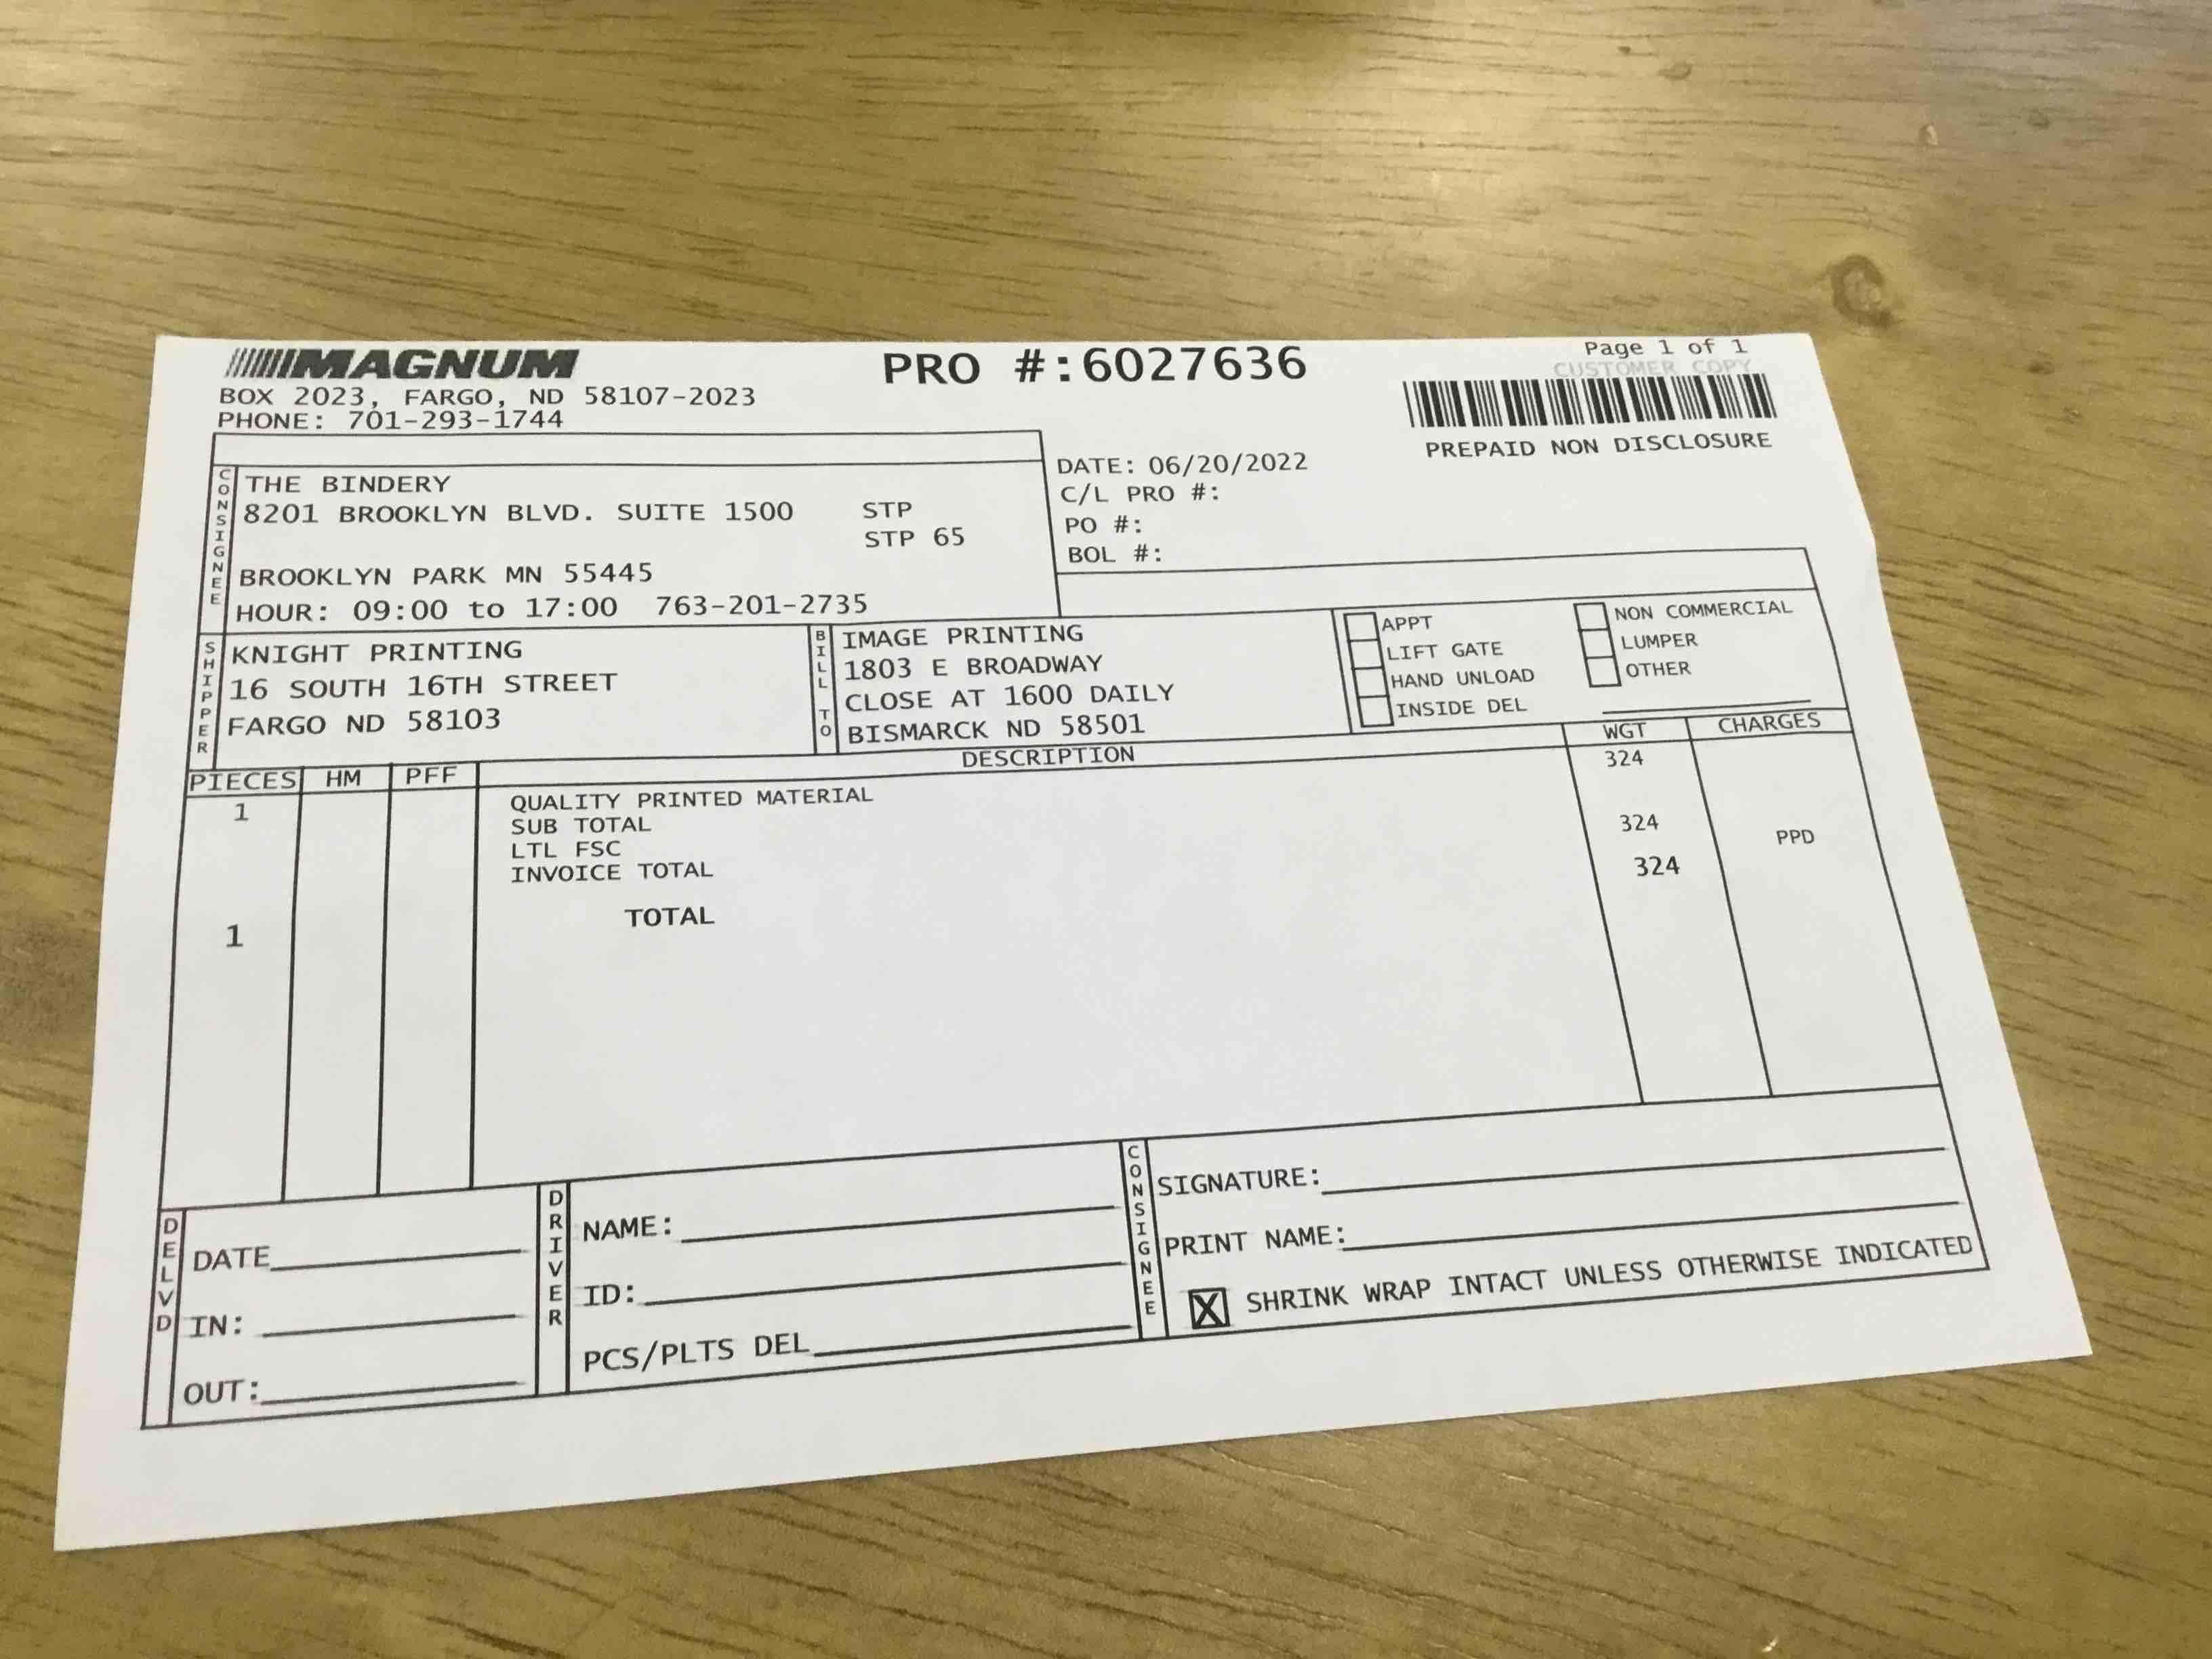 MAGNUM
BOX 2023, FARGO, ND 58107-2023
PHONE: 701-293-1744
PRO #:6027636
Page 1 of 1
CUSTOMER COPY
PREPAID NON DISCLOSURE
CONSIGNEE
THE BINDERY
8201 BROOKLYN BLVD. SUITE 1500 STP
STP 65
BROOKLYN PARK MN 55445
HOUR: 09:00 to 17:00 763-201-2735
DATE: 06/20/2022
C/L PRO #:
PO #:
BOL #:
SHIPPER
KNIGHT PRINTING
16 SOUTH 16TH STREET
FARGO ND 58103
BILL TO
IMAGE PRINTING
1803 E BROADWAY
CLOSE AT 1600 DAILY
BISMARCK ND 58501
APPT
LIFT GATE
HAND UNLOAD
INSIDE DEL
NON COMMERCIAL
LUMPER
OTHER
PIECES HM PFF DESCRIPTION WGT CHARGES
1 QUALITY PRINTED MATERIAL 324
SUB TOTAL 324
LTL FSC
INVOICE TOTAL PPD
1 TOTAL 324
DELVD
DATE
IN:
OUT:
DRIVER
NAME:
ID:
PCS/PLTS DEL
CONSIGNEE
SIGNATURE:
PRINT NAME:
X SHRINK WRAP INTACT UNLESS OTHERWISE INDICATED